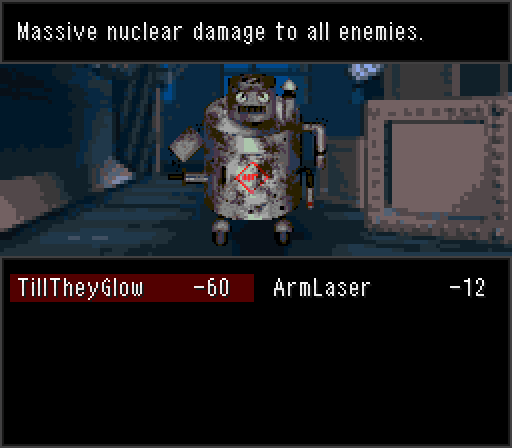 Massive nuclear damage to all enemies.
TillTheyGlow -60 ArmLaser -12